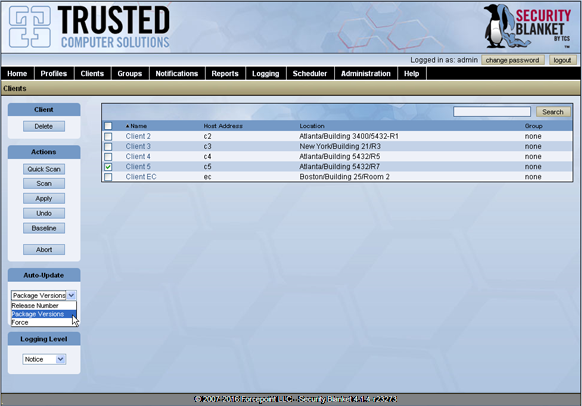 TRUSTED
COMPUTER SOLUTIONS
SECURITY
BLANKET
BY TCS
Logged in as: admin change password logout
Home Profiles Clients Groups Notifications Reports Logging Scheduler Administration Help
Clients
Client
Delete
Actions
Quick Scan
Scan
Apply
Undo
Baseline
Abort
Auto-Update
Package Versions
Release Number
Package Versions
Force
Logging Level
Notice
Search
Name Host Address Location Group
Client 2 c2 Atlanta/Building 3400/5432-R1 none
Client 3 c3 New York/Building 21/R3 none
Client 4 c4 Atlanta/Building 5432/R5 none
Client 5 c5 Atlanta/Building 5432/R7 none
Client EC ec Boston/Building 25/Room 2 none
© 2007-2016 Forcepoint LLC - Security Blanket